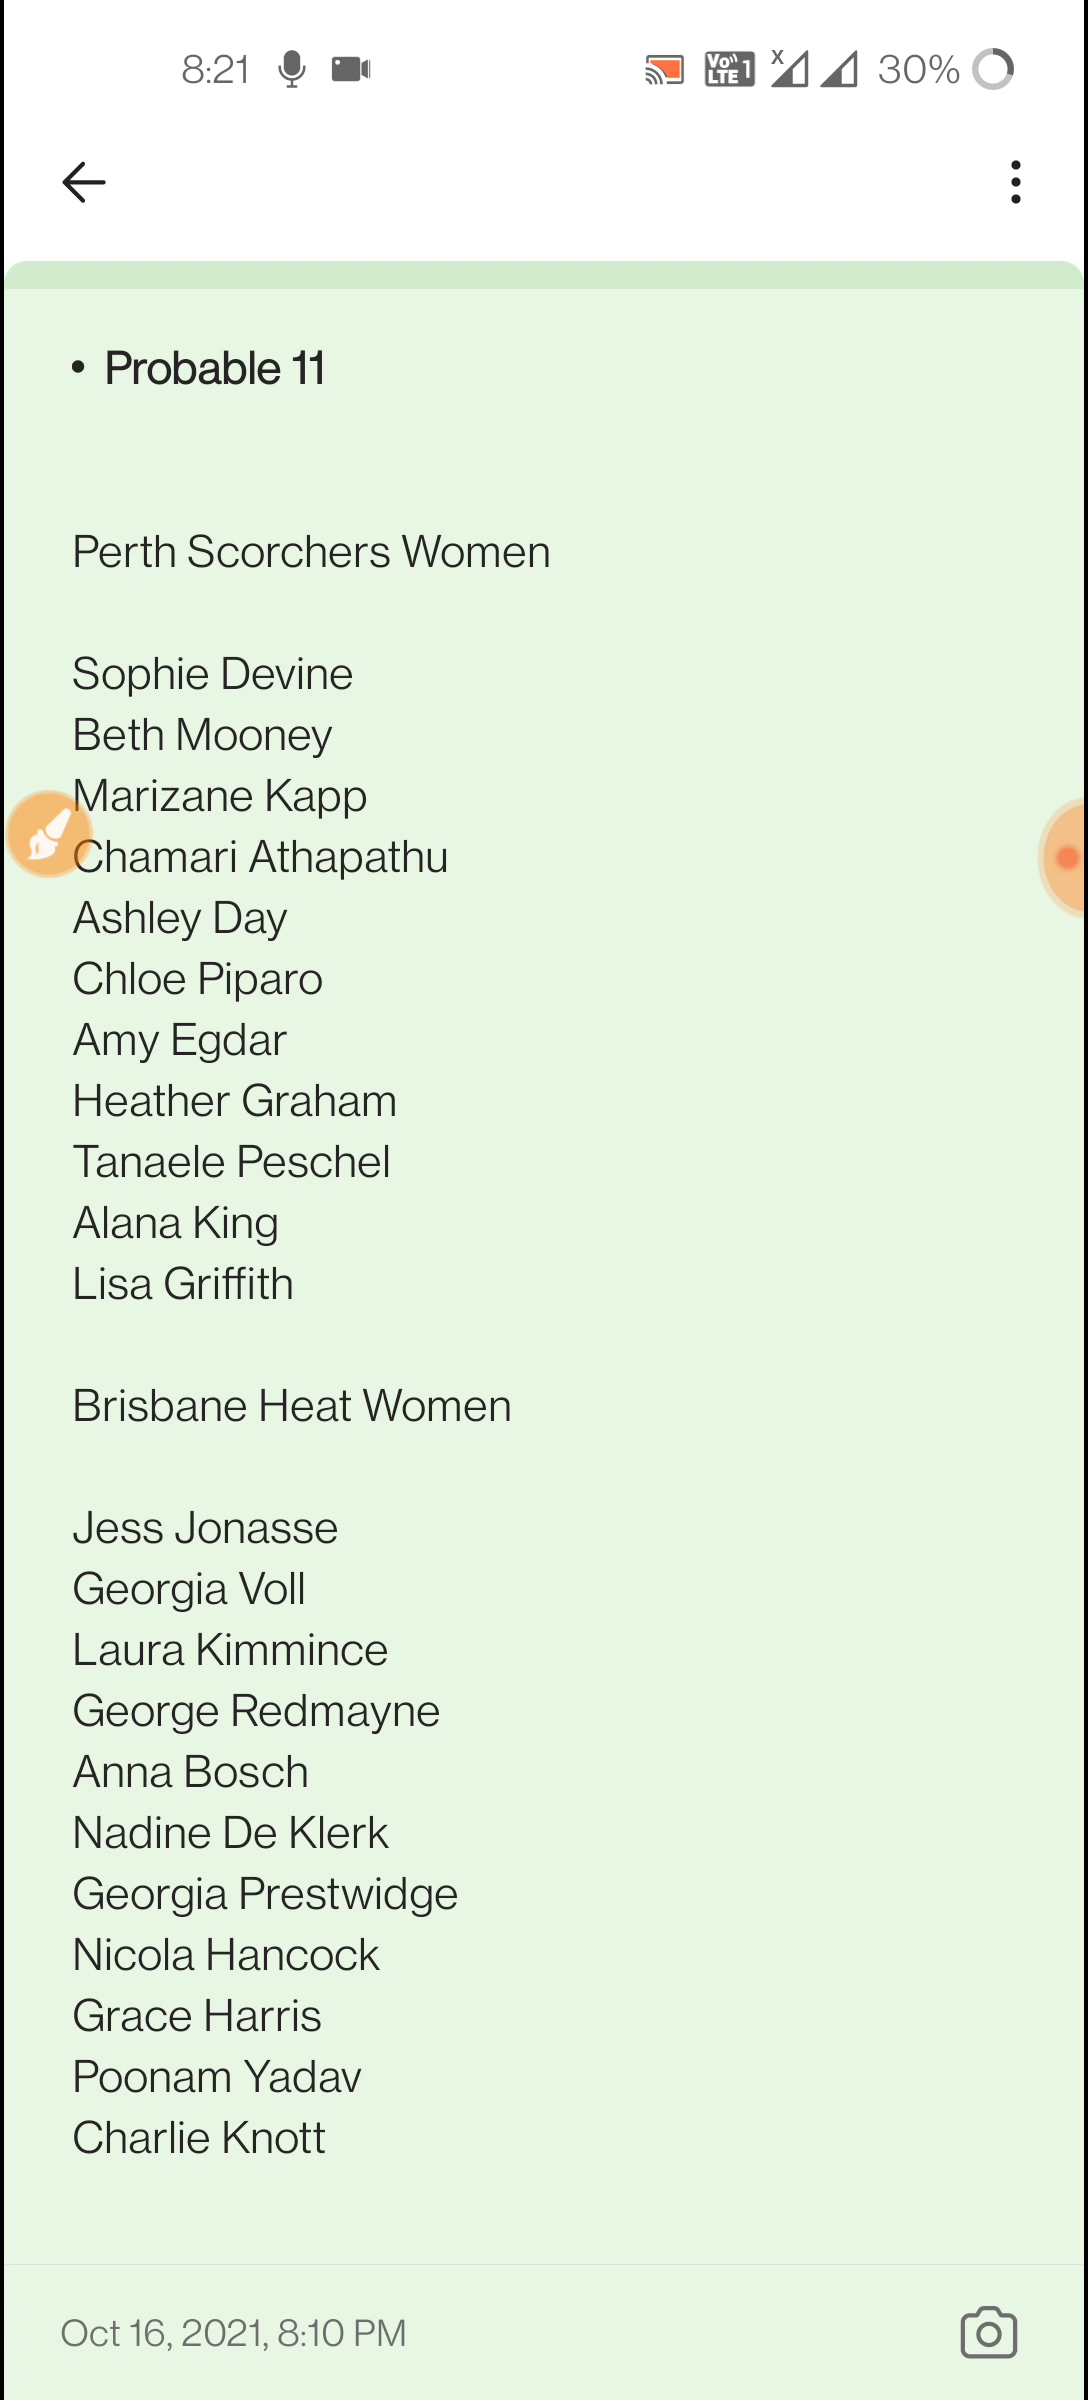 8:21 Vo)) LTE 1 x 30%
• Probable 11
Perth Scorchers Women
Sophie Devine
Beth Mooney
Marizane Kapp
Chamari Athapathu
Ashley Day
Chloe Piparo
Amy Egdar
Heather Graham
Tanaele Peschel
Alana King
Lisa Griffith
Brisbane Heat Women
Jess Jonasse
Georgia Voll
Laura Kimmince
George Redmayne
Anna Bosch
Nadine De Klerk
Georgia Prestwidge
Nicola Hancock
Grace Harris
Poonam Yadav
Charlie Knott
Oct 16, 2021, 8:10 PM